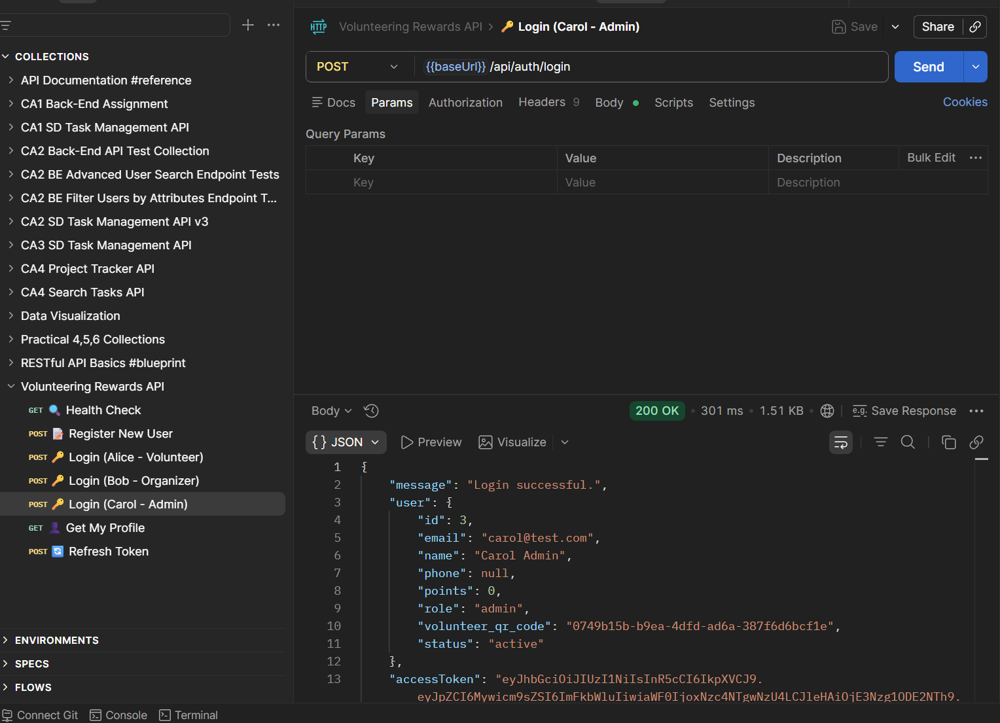 COLLECTIONS
API Documentation #reference
CA1 Back-End Assignment
CA1 SD Task Management API
CA2 Back-End API Test Collection
CA2 BE Advanced User Search Endpoint Tests
CA2 BE Filter Users by Attributes Endpoint T...
CA2 SD Task Management API v3
CA3 SD Task Management API
CA4 Project Tracker API
CA4 Search Tasks API
Data Visualization
Practical 4,5,6 Collections
RESTful API Basics #blueprint
Volunteering Rewards API
GET Health Check
POST Register New User
POST Login (Alice - Volunteer)
POST Login (Bob - Organizer)
POST Login (Carol - Admin)
GET Get My Profile
POST Refresh Token
ENVIRONMENTS
SPECS
FLOWS
Connect Git Console Terminal
HTTP Volunteering Rewards API > Login (Carol - Admin) Save Share
POST {{baseUrl}} /api/auth/login Send
Docs Params Authorization Headers 9 Body Scripts Settings Cookies
Query Params
Key Value Description Bulk Edit
Key Value Description
Body 200 OK 301 ms 1.51 KB e.g. Save Response
{} JSON Preview Visualize
1 {
2 "message": "Login successful.",
3 "user": {
4 "id": 3,
5 "email": "carol@test.com",
6 "name": "Carol Admin",
7 "phone": null,
8 "points": 0,
9 "role": "admin",
10 "volunteer_qr_code": "0749b15b-b9ea-4dfd-ad6a-387f6d6bcf1e",
11 "status": "active"
12 },
13 "accessToken": "eyJhbGciOiJIUzI1NiIsInR5cCI6IkpXVCJ9.
eyJpZCI6Mywicm9sZSI6ImFkbWluIiwiaWF0IjoxNzc4NTgwNzU4LCJleHAiOjE3Nzg1ODE2NTh9.